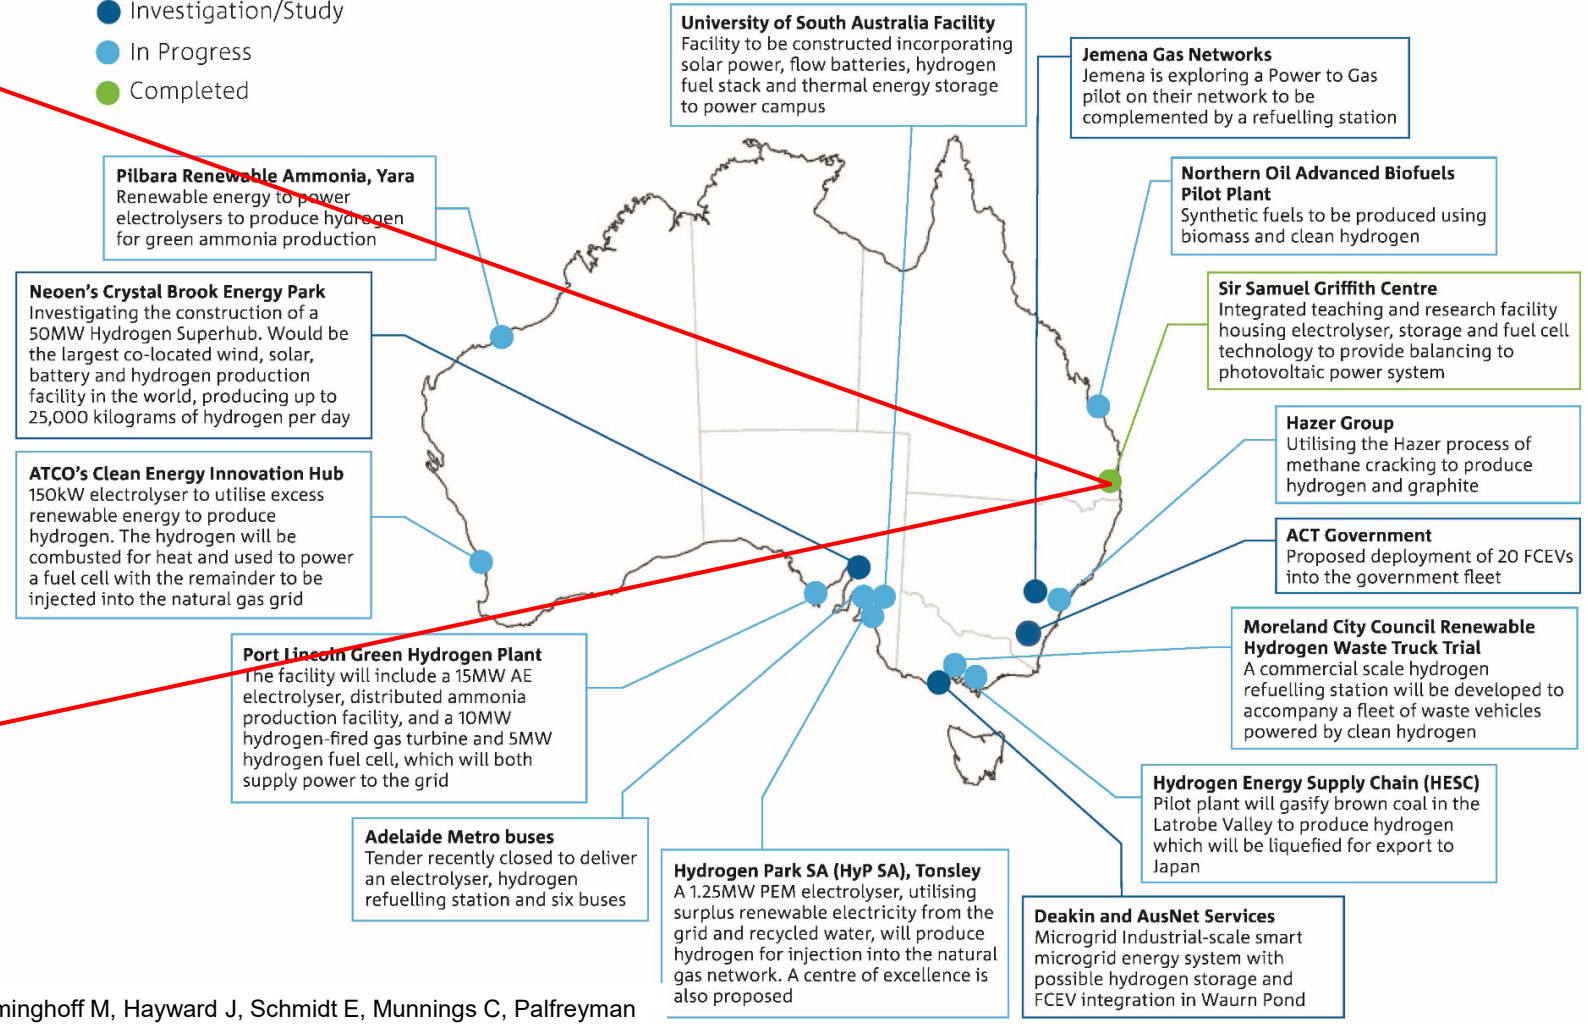 Investigation/Study
In Progress
Completed
University of South Australia Facility
Facility to be constructed incorporating
solar power, flow batteries, hydrogen
fuel stack and thermal energy storage
to power campus
Jemena Gas Networks
Jemena is exploring a Power to Gas
pilot on their network to be
complemented by a refuelling station
Pilbara Renewable Ammonia, Yara
Renewable energy to power
electrolysers to produce hydrogen
for green ammonia production
Northern Oil Advanced Biofuels
Pilot Plant
Synthetic fuels to be produced using
biomass and clean hydrogen
Neoen's Crystal Brook Energy Park
Investigating the construction of a
50MW Hydrogen Superhub. Would be
the largest co-located wind, solar,
battery and hydrogen production
facility in the world, producing up to
25,000 kilograms of hydrogen per day
Sir Samuel Griffith Centre
Integrated teaching and research facility
housing electrolyser, storage and fuel cell
technology to provide balancing to
photovoltaic power system
Hazer Group
Utilising the Hazer process of
methane cracking to produce
hydrogen and graphite
ATCO's Clean Energy Innovation Hub
150kW electrolyser to utilise excess
renewable energy to produce
hydrogen. The hydrogen will be
combusted for heat and used to power
a fuel cell with the remainder to be
injected into the natural gas grid
ACT Government
Proposed deployment of 20 FCEVs
into the government fleet
Moreland City Council Renewable
Hydrogen Waste Truck Trial
A commercial scale hydrogen
refuelling station will be developed to
accompany a fleet of waste vehicles
powered by clean hydrogen
Port Lincoln Green Hydrogen Plant
The facility will include a 15MW AE
electrolyser, distributed ammonia
production facility, and a 10MW
hydrogen-fired gas turbine and 5MW
hydrogen fuel cell, which will both
supply power to the grid
Hydrogen Energy Supply Chain (HESC)
Pilot plant will gasify brown coal in the
Latrobe Valley to produce hydrogen
which will be liquefied for export to
Japan
Adelaide Metro buses
Tender recently closed to deliver
an electrolyser, hydrogen
refuelling station and six buses
Hydrogen Park SA (HyP SA), Tonsley
A 1.25MW PEM electrolyser, utilising
surplus renewable electricity from the
grid and recycled water, will produce
hydrogen for injection into the natural
gas network. A centre of excellence is
also proposed
Deakin and AusNet Services
Microgrid Industrial-scale smart
microgrid energy system with
possible hydrogen storage and
FCEV integration in Waurn Pond
minghoff M, Hayward J, Schmidt E, Munnings C, Palfreyman